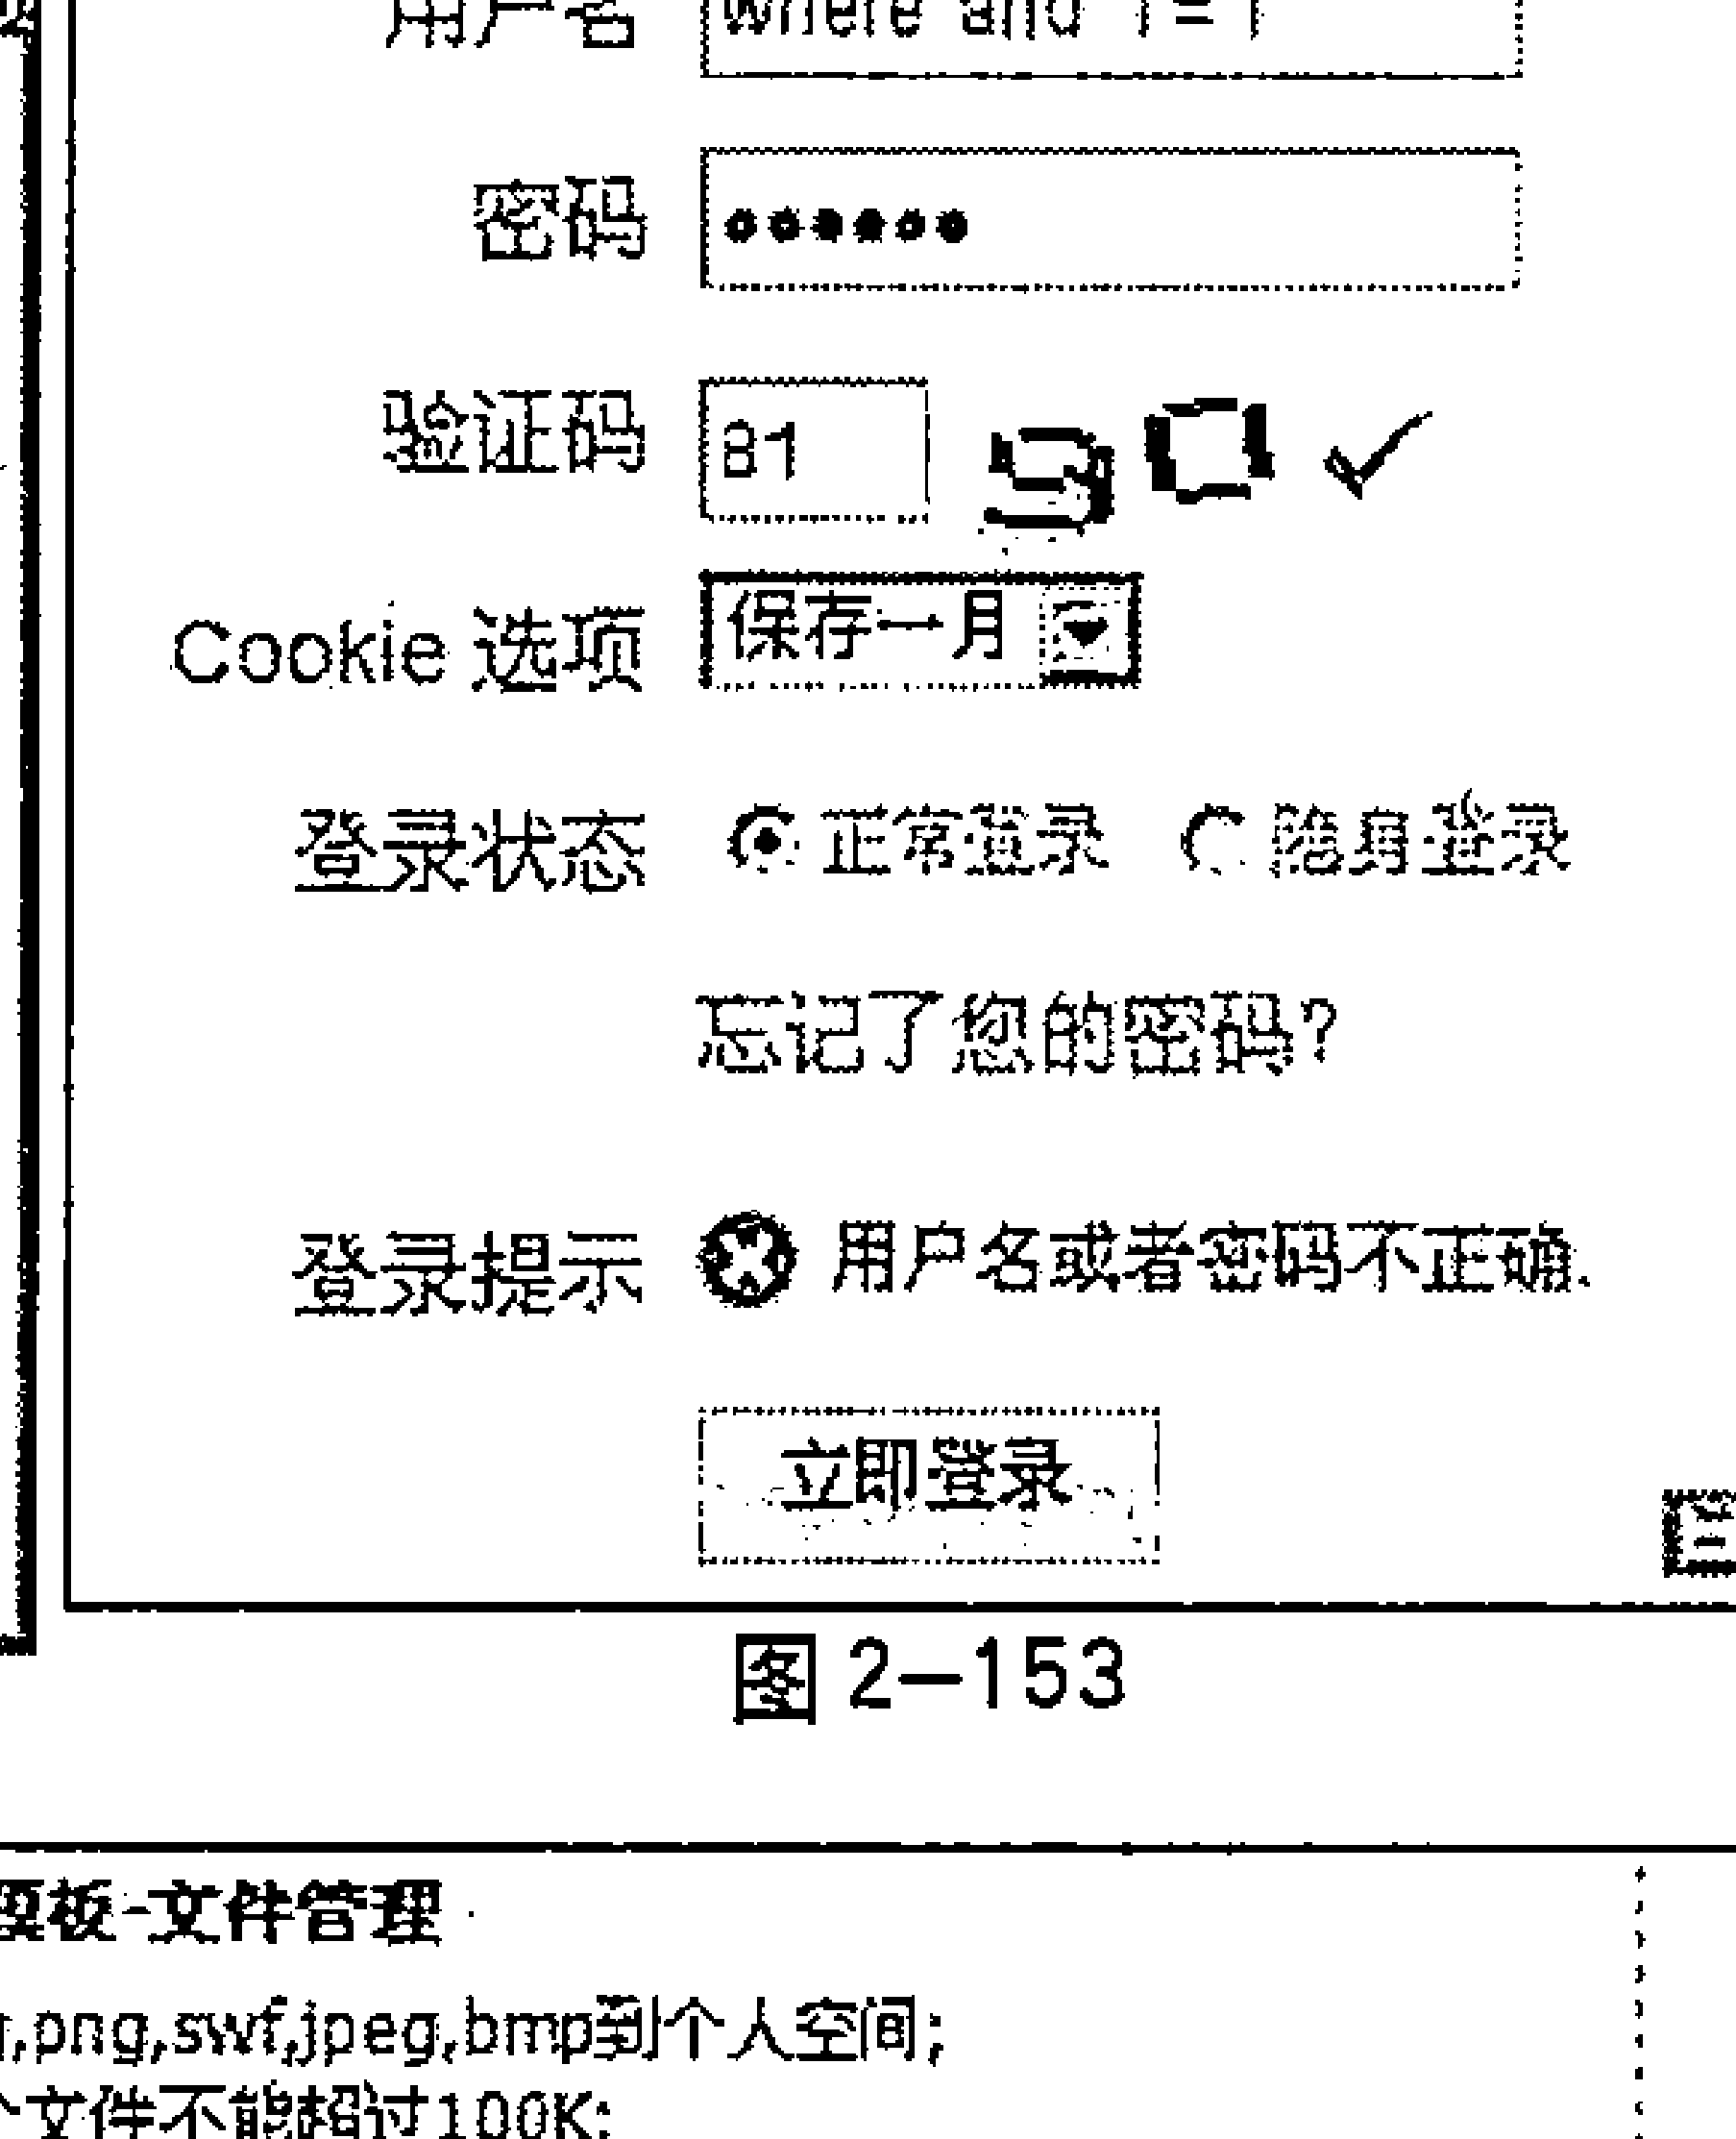 用户名 where and 1=1
密码
验证码 81
Cookie 选项 保存一月
登录状态 正常登录 隐身登录
忘记了您的密码?
登录提示 用户名或者密码不正确.
立即登录
图 2-153
板-文件管理
,png,swf,jpeg,bmp到个人空间;
个文件不能超过100K;